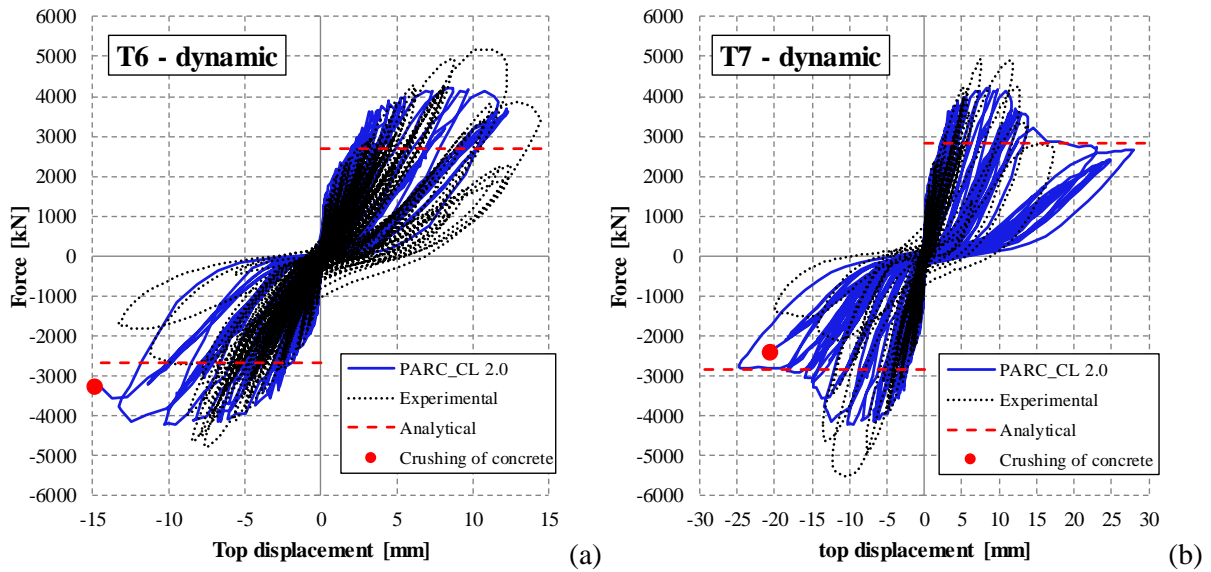 T6 - dynamic
Force [kN]
6000
5000
4000
3000
2000
1000
0
-1000
-2000
-3000
-4000
-5000
-6000
-15 -10 -5 0 5 10 15
Top displacement [mm]
PARC_CL 2.0
Experimental
Analytical
Crushing of concrete
(a)
T7 - dynamic
Force [kN]
6000
5000
4000
3000
2000
1000
0
-1000
-2000
-3000
-4000
-5000
-6000
-30 -25 -20 -15 -10 -5 0 5 10 15 20 25 30
top displacement [mm]
PARC_CL 2.0
Experimental
Analytical
Crushing of concrete
(b)